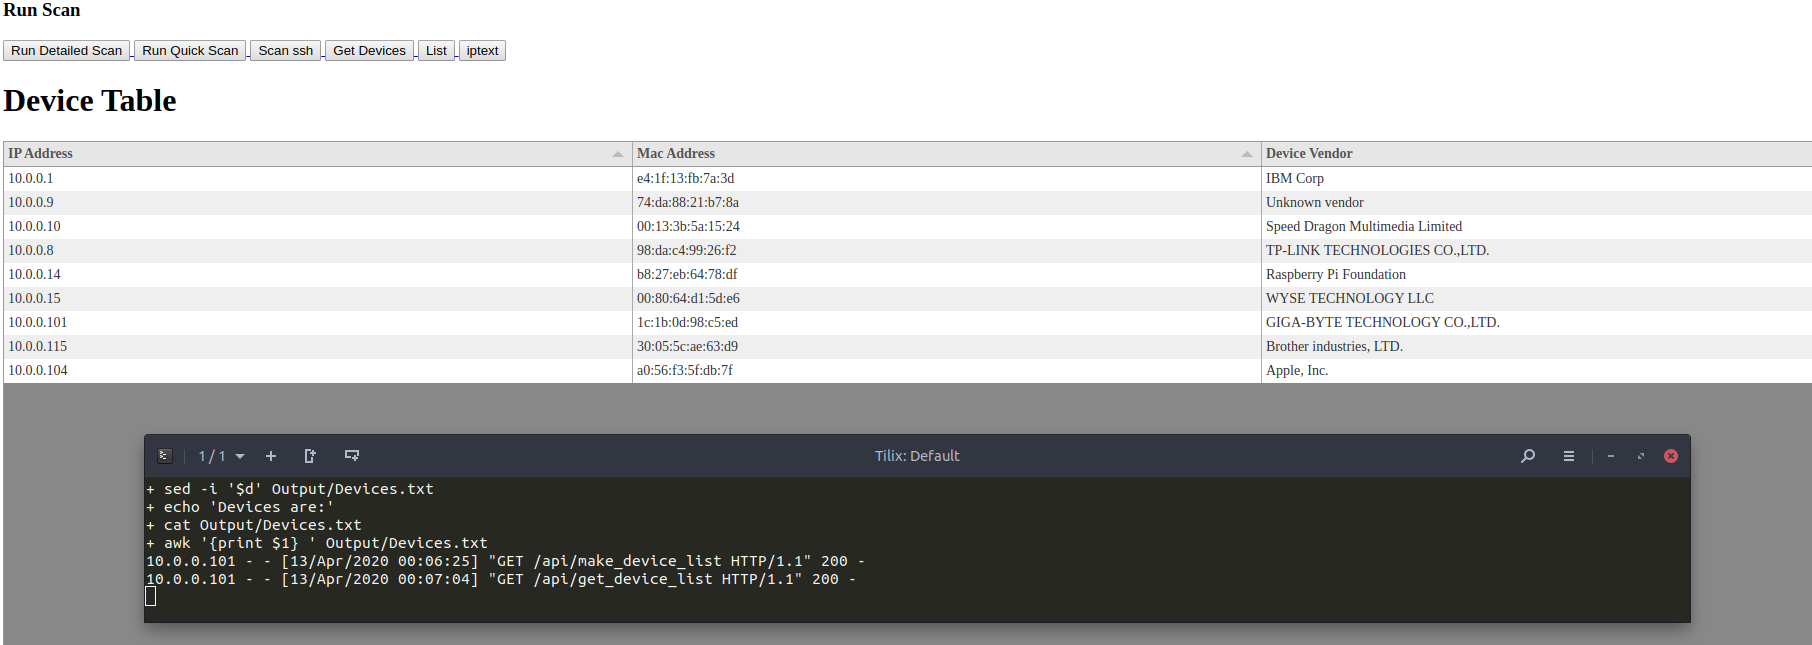 Run Scan
Run Detailed Scan Run Quick Scan Scan ssh Get Devices List iptext
Device Table
IP Address Mac Address Device Vendor
10.0.0.1 e4:1f:13:fb:7a:3d IBM Corp
10.0.0.9 74:da:88:21:b7:8a Unknown vendor
10.0.0.10 00:13:3b:5a:15:24 Speed Dragon Multimedia Limited
10.0.0.8 98:da:c4:99:26:f2 TP-LINK TECHNOLOGIES CO.,LTD.
10.0.0.14 b8:27:eb:64:78:df Raspberry Pi Foundation
10.0.0.15 00:80:64:d1:5d:e6 WYSE TECHNOLOGY LLC
10.0.0.101 1c:1b:0d:98:c5:ed GIGA-BYTE TECHNOLOGY CO.,LTD.
10.0.0.115 30:05:5c:ae:63:d9 Brother industries, LTD.
10.0.0.104 a0:56:f3:5f:db:7f Apple, Inc.
1 / 1 Tilix: Default
+ sed -i '$d' Output/Devices.txt
+ echo 'Devices are:'
+ cat Output/Devices.txt
+ awk '{print $1} ' Output/Devices.txt
10.0.0.101 - - [13/Apr/2020 00:06:25] "GET /api/make_device_list HTTP/1.1" 200 -
10.0.0.101 - - [13/Apr/2020 00:07:04] "GET /api/get_device_list HTTP/1.1" 200 -